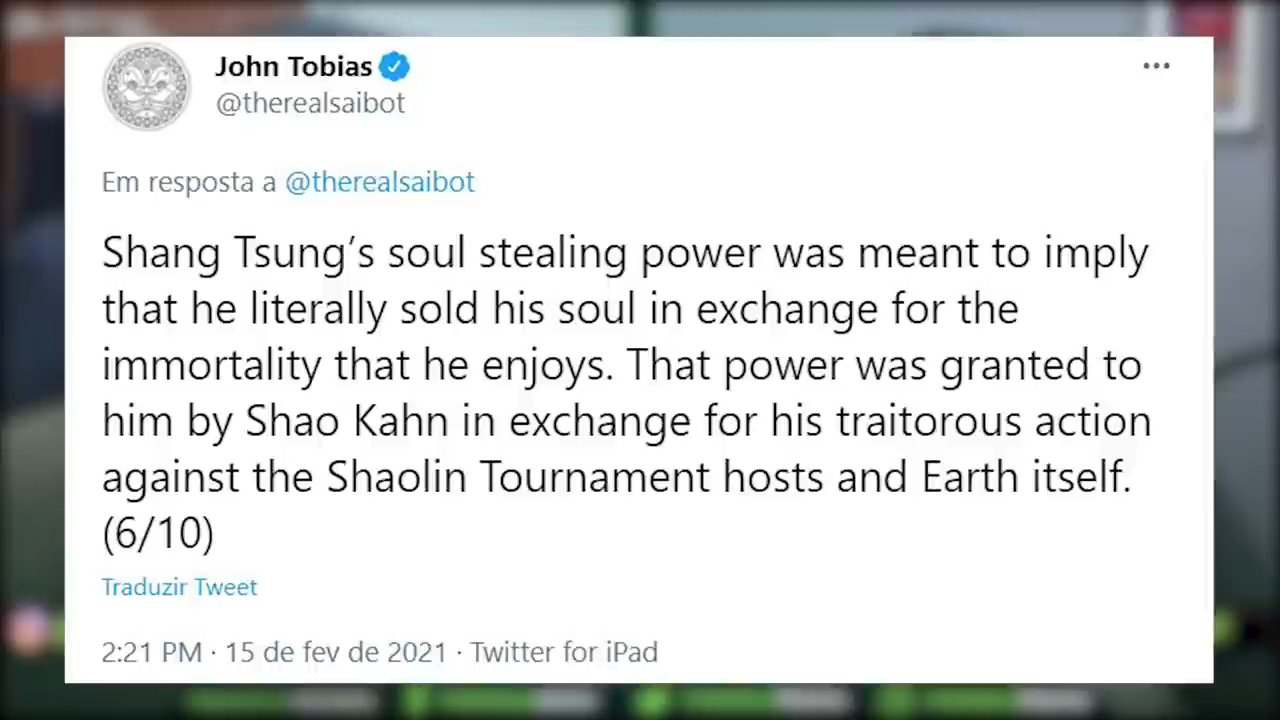 John Tobias
@therealsaibot
Em resposta a @therealsaibot
Shang Tsung’s soul stealing power was meant to imply
that he literally sold his soul in exchange for the
immortality that he enjoys. That power was granted to
him by Shao Kahn in exchange for his traitorous action
against the Shaolin Tournament hosts and Earth itself.
(6/10)
Traduzir Tweet
2:21 PM · 15 de fev de 2021 · Twitter for iPad